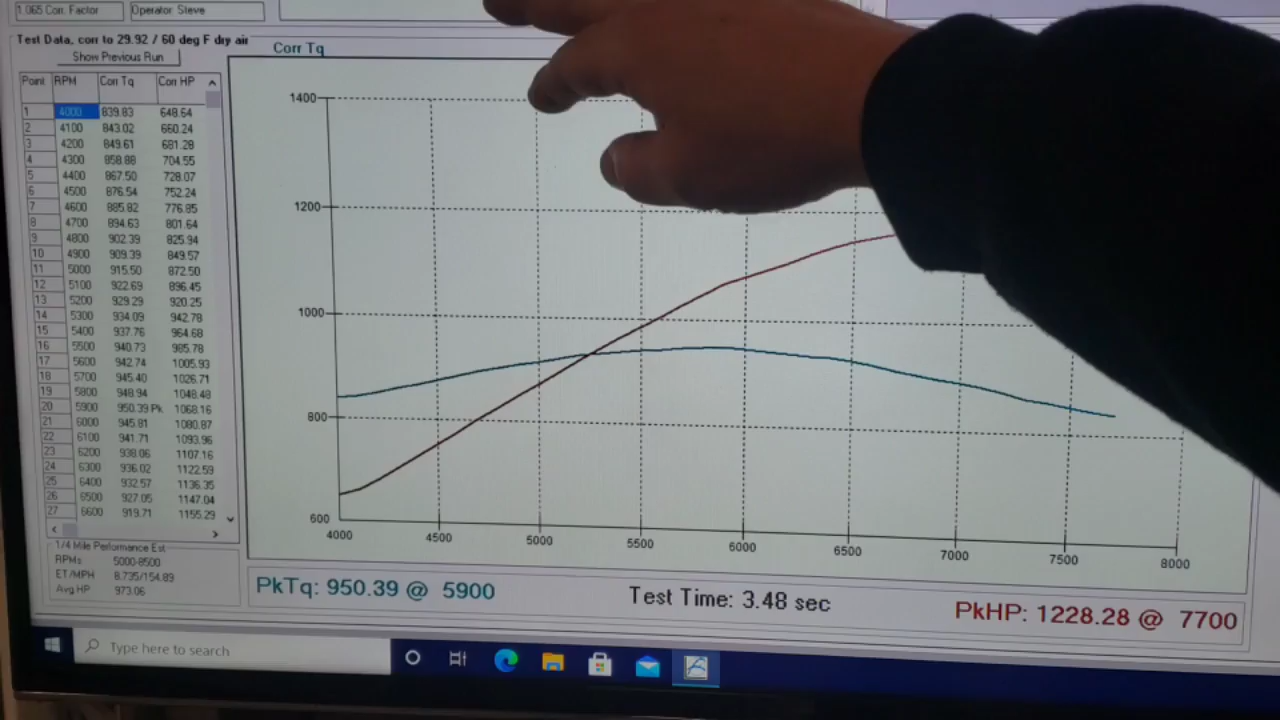 1.065 Corr. Factor
Operator Steve
Test Data, corr to 29.92 / 60 deg F dry air
Show Previous Run
Corr Tq
Point RPM Corr Tq Corr HP
1 4000 839.83 648.64
2 4100 843.02 660.24
3 4200 849.61 681.28
4 4300 858.88 704.55
5 4400 867.50 728.07
6 4500 876.54 752.24
7 4600 885.82 776.85
8 4700 894.63 801.64
9 4800 902.39 825.94
10 4900 909.39 849.57
11 5000 915.50 872.50
12 5100 922.69 896.45
13 5200 929.29 920.25
14 5300 934.09 942.78
15 5400 937.76 964.68
16 5500 940.73 985.78
17 5600 942.74 1005.93
18 5700 945.40 1026.71
19 5800 948.94 1048.48
20 5900 950.39 Pk 1068.16
21 6000 945.81 1080.87
22 6100 941.71 1093.96
23 6200 938.06 1107.16
24 6300 936.02 1122.59
25 6400 932.57 1136.35
26 6500 927.05 1147.04
27 6600 919.71 1155.29
1400
1200
1000
800
600
4000 4500 5000 5500 6000 6500 7000 7500 8000
1/4 Mile Performance Est
RPMs 5000-8500
ET/MPH 8.735/154.89
Avg HP 973.06
PkTq: 950.39 @ 5900
Test Time: 3.48 sec
PkHP: 1228.28 @ 7700
Type here to search